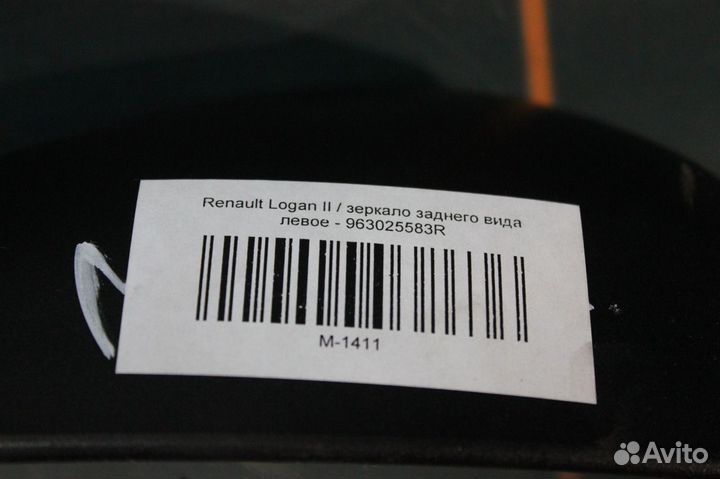 Renault Logan II / зеркало заднего вида
левое - 963025583R
M-1411
Avito